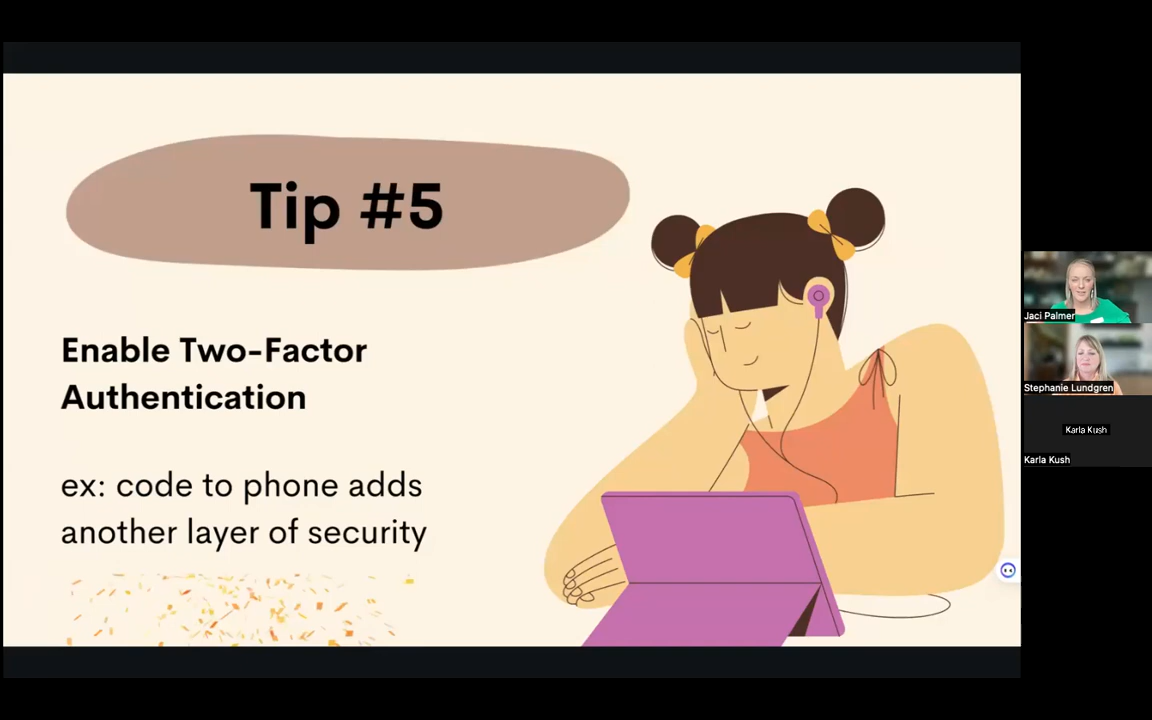 Tip #5
Enable Two-Factor
Authentication
ex: code to phone adds
another layer of security
Jaci Palmer
Stephanie Lundgren
Karla Kush
Karla Kush